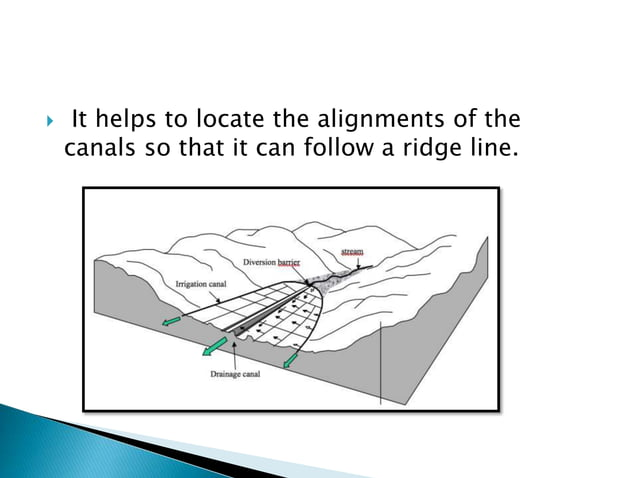 It helps to locate the alignments of the
canals so that it can follow a ridge line.
stream
Diversion barrier
Irrigation canal
Drainage canal